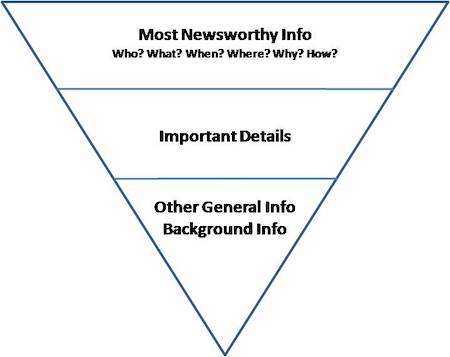 Most Newsworthy Info
Who? What? When? Where? Why? How?
Important Details
Other General Info
Background Info